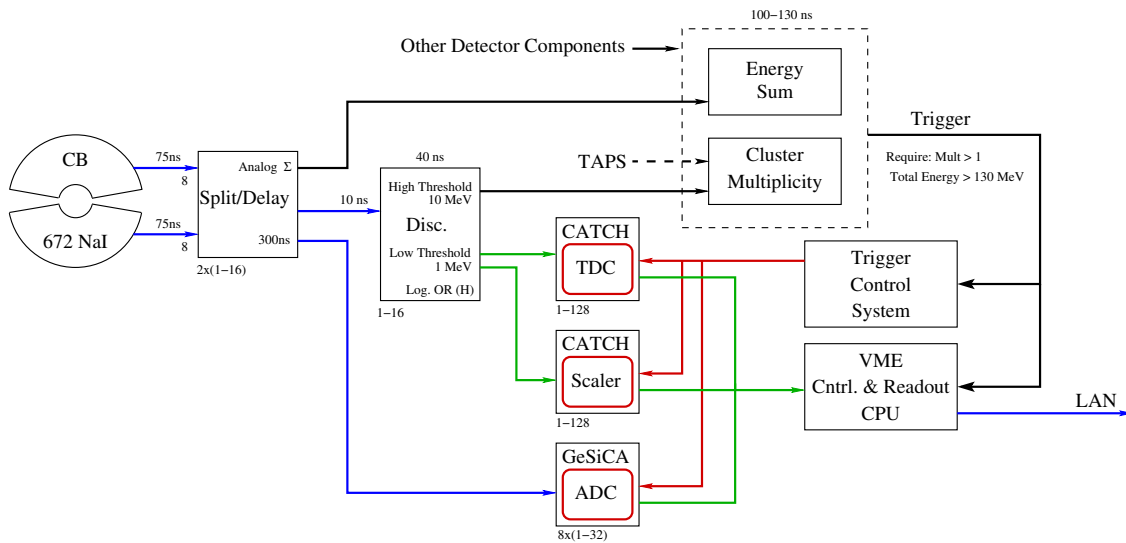 100−130 ns
Other Detector Components
Energy
Sum
Trigger
CB
75ns
8
Analog Σ
40 ns
TAPS
Cluster
Multiplicity
Require: Mult > 1
Total Energy > 130 MeV
Split/Delay
10 ns
High Threshold
10 MeV
Disc.
672 NaI
75ns
8
300ns
2x(1−16)
Low Threshold
1 MeV
Log. OR (H)
1−16
CATCH
TDC
1−128
Trigger
Control
System
CATCH
Scaler
1−128
VME
Cntrl. & Readout
CPU
LAN
GeSiCA
ADC
8x(1−32)